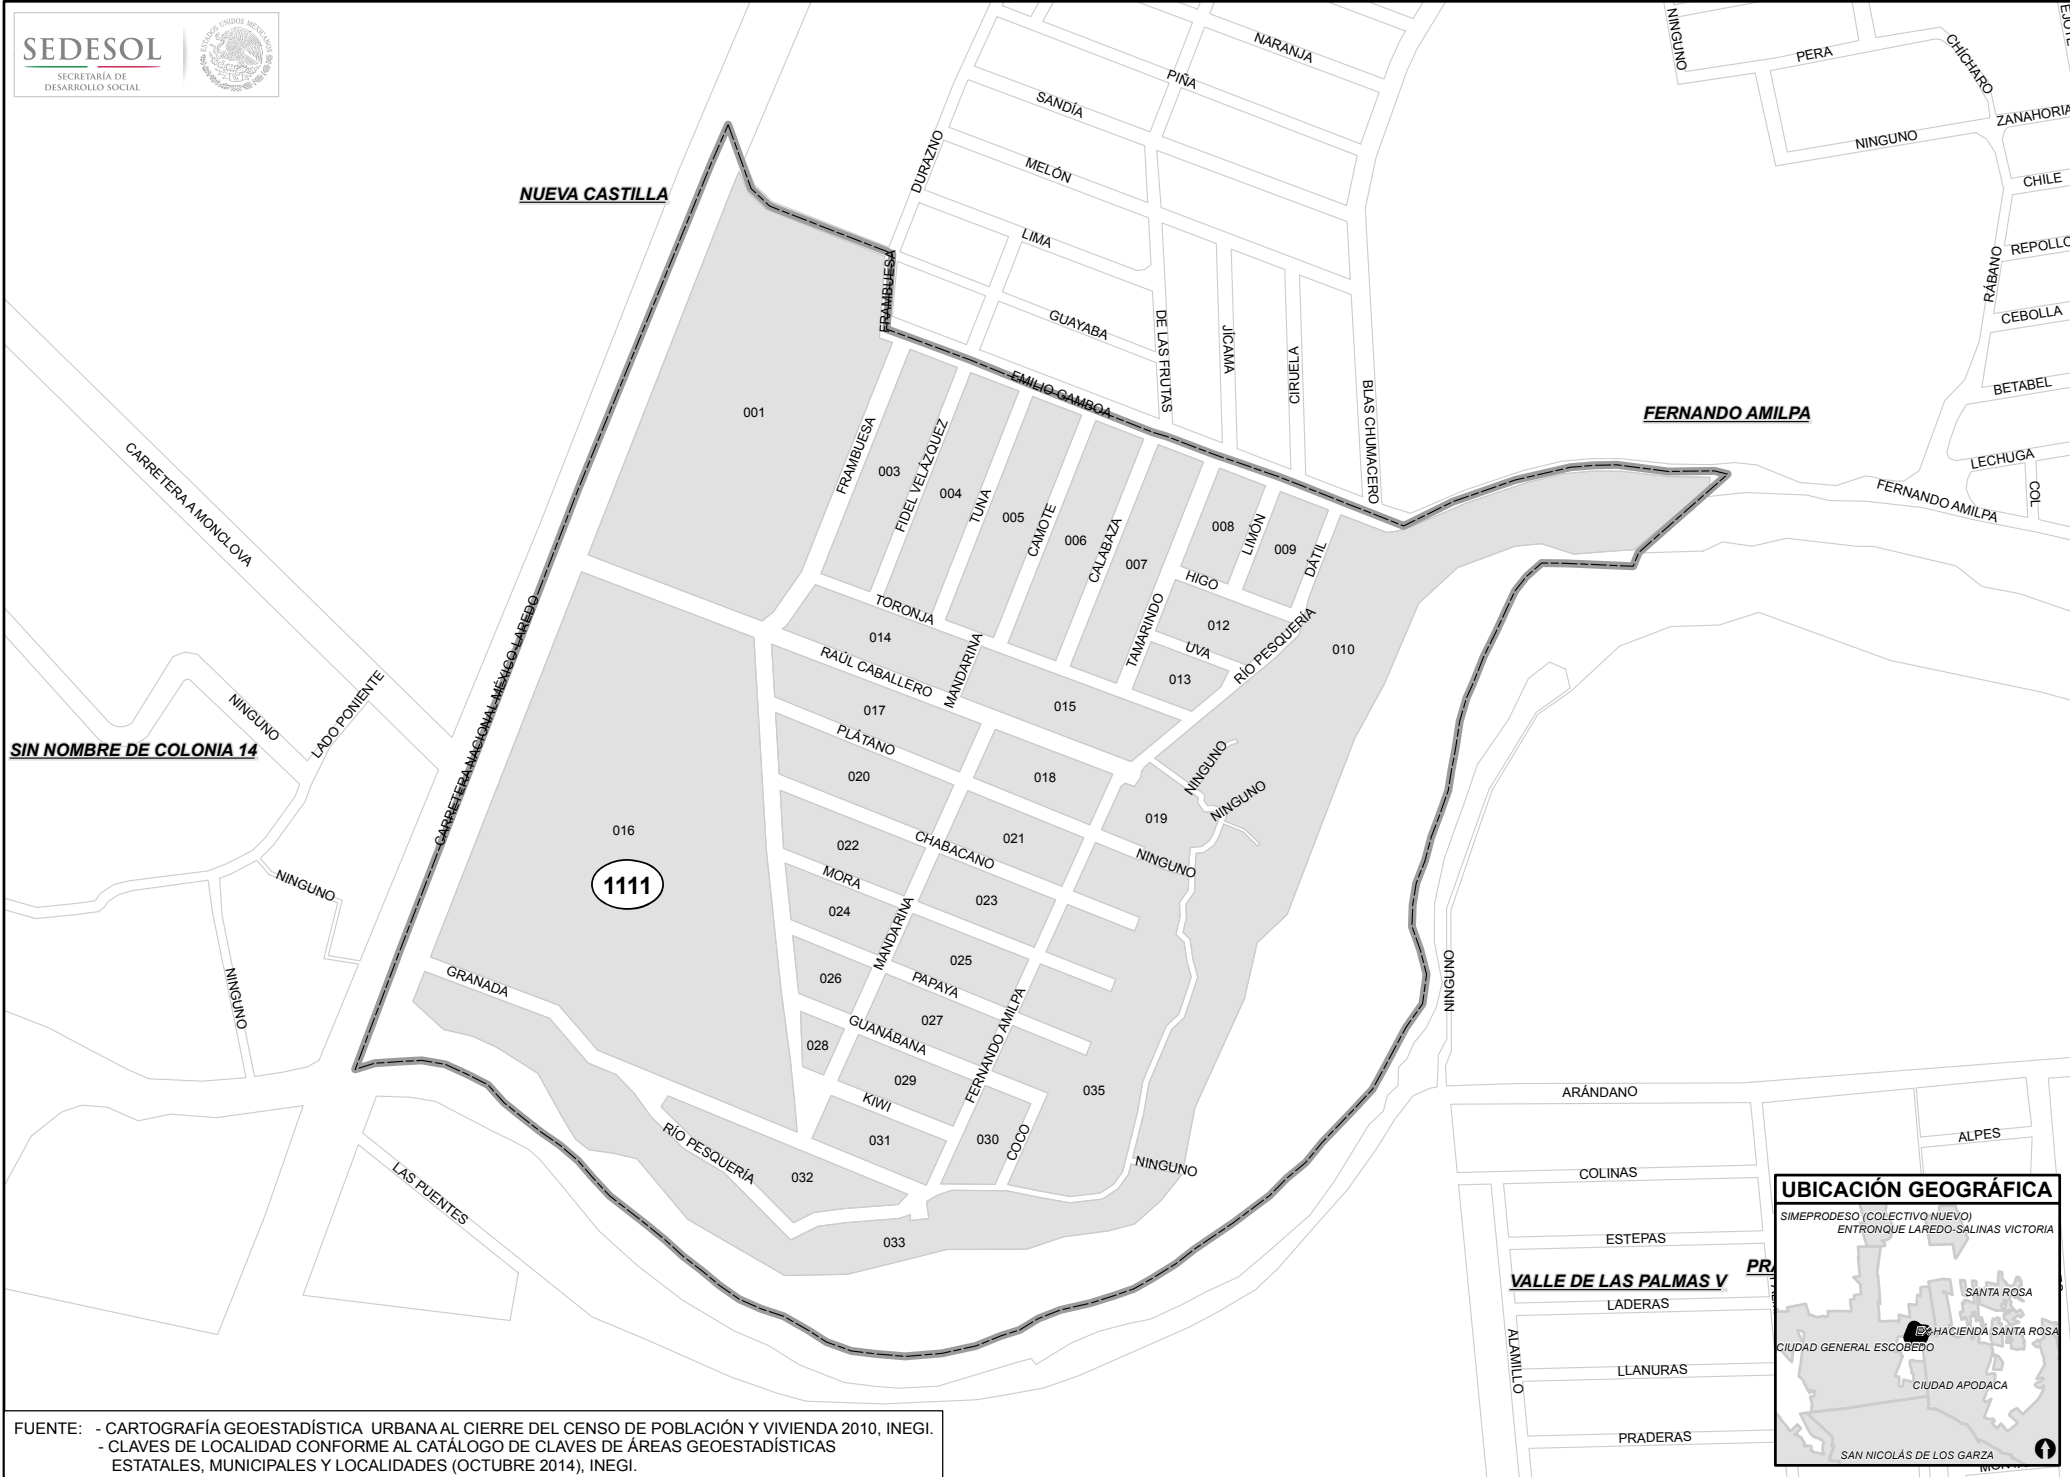 SEDESOL
SECRETARÍA DE
DESARROLLO SOCIAL
ESTADOS UNIDOS MEXICANOS
NINGUNO
PERA
CHÍCHARO
ZANAHORIA
NINGUNO
CHILE
REPOLLO
RÁBANO
CEBOLLA
BETABEL
LECHUGA
COL
FERNANDO AMILPA
FERNANDO AMILPA
NARANJA
PIÑA
SANDÍA
DURAZNO
MELÓN
LIMA
GUAYABA
DE LAS FRUTAS
JÍCAMA
CIRUELA
BLAS CHUMACERO
NUEVA CASTILLA
FRAMBUESA
EMILIO GAMBOA
001
FRAMBUESA
003
FIDEL VELÁZQUEZ
004
TUNA
005
CAMOTE
006
CALABAZA
007
008
LIMÓN
009
DÁTIL
HIGO
TAMARINDO
012
UVA
RÍO PESQUERÍA
013
010
TORONJA
014
RAÚL CABALLERO
MANDARINA
015
017
PLÁTANO
018
020
NINGUNO
NINGUNO
019
021
CHABACANO
022
NINGUNO
MORA
023
024
MANDARINA
025
026
PAPAYA
027
GUANÁBANA
FERNANDO AMILPA
028
029
035
KIWI
031
030
COCO
NINGUNO
032
RÍO PESQUERÍA
033
016
1111
GRANADA
CARRETERA A MONCLOVA
CARRETERA NACIONAL MÉXICO-LAREDO
LADO PONIENTE
NINGUNO
SIN NOMBRE DE COLONIA 14
NINGUNO
NINGUNO
LAS PUENTES
NINGUNO
ARÁNDANO
ALPES
COLINAS
ESTEPAS
VALLE DE LAS PALMAS V
LADERAS
ALAMILLO
LLANURAS
PRADERAS
UBICACIÓN GEOGRÁFICA
SIMEPRODESO (COLECTIVO NUEVO)
ENTRONQUE LAREDO-SALINAS VICTORIA
SANTA ROSA
EX-HACIENDA SANTA ROSA
CIUDAD GENERAL ESCOBEDO
CIUDAD APODACA
SAN NICOLÁS DE LOS GARZA
FUENTE: - CARTOGRAFÍA GEOESTADÍSTICA URBANA AL CIERRE DEL CENSO DE POBLACIÓN Y VIVIENDA 2010, INEGI.
- CLAVES DE LOCALIDAD CONFORME AL CATÁLOGO DE CLAVES DE ÁREAS GEOESTADÍSTICAS
ESTATALES, MUNICIPALES Y LOCALIDADES (OCTUBRE 2014), INEGI.